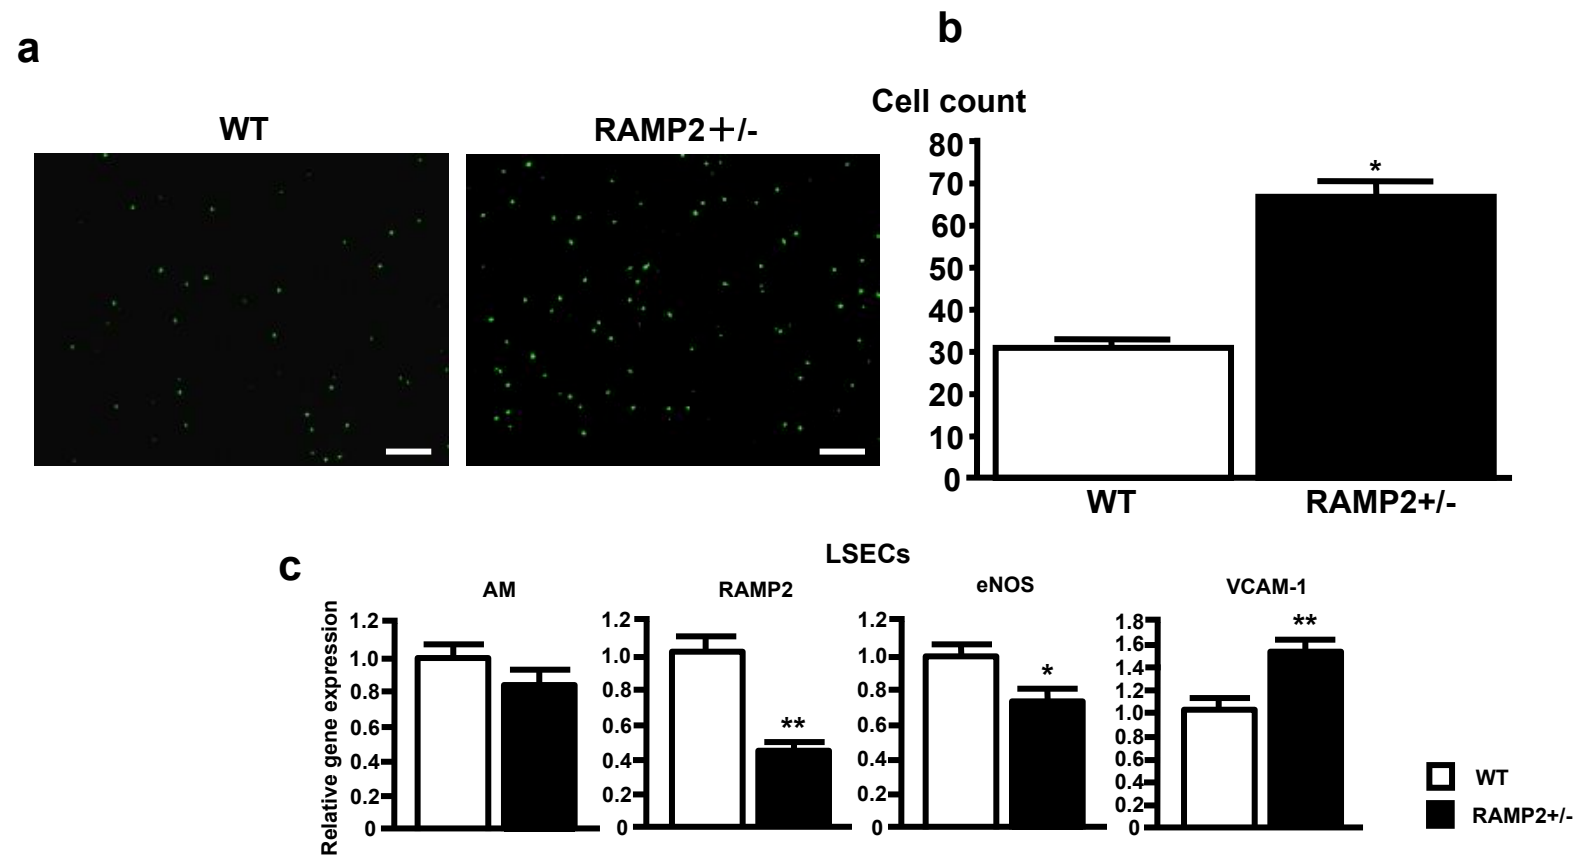 a
WT
RAMP2＋/-
b
Cell count
80
70
60
50
40
30
20
10
0
*
WT
RAMP2+/-
c
LSECs
Relative gene expression
AM
1.2
1.0
0.8
0.6
0.4
0.2
0
RAMP2
1.2
1.0
0.8
0.6
0.4
0.2
0
**
eNOS
1.2
1.0
0.8
0.6
0.4
0.2
0
*
VCAM-1
1.8
1.6
1.4
1.2
1.0
0.8
0.6
0.4
0.2
0
**
WT
RAMP2+/-